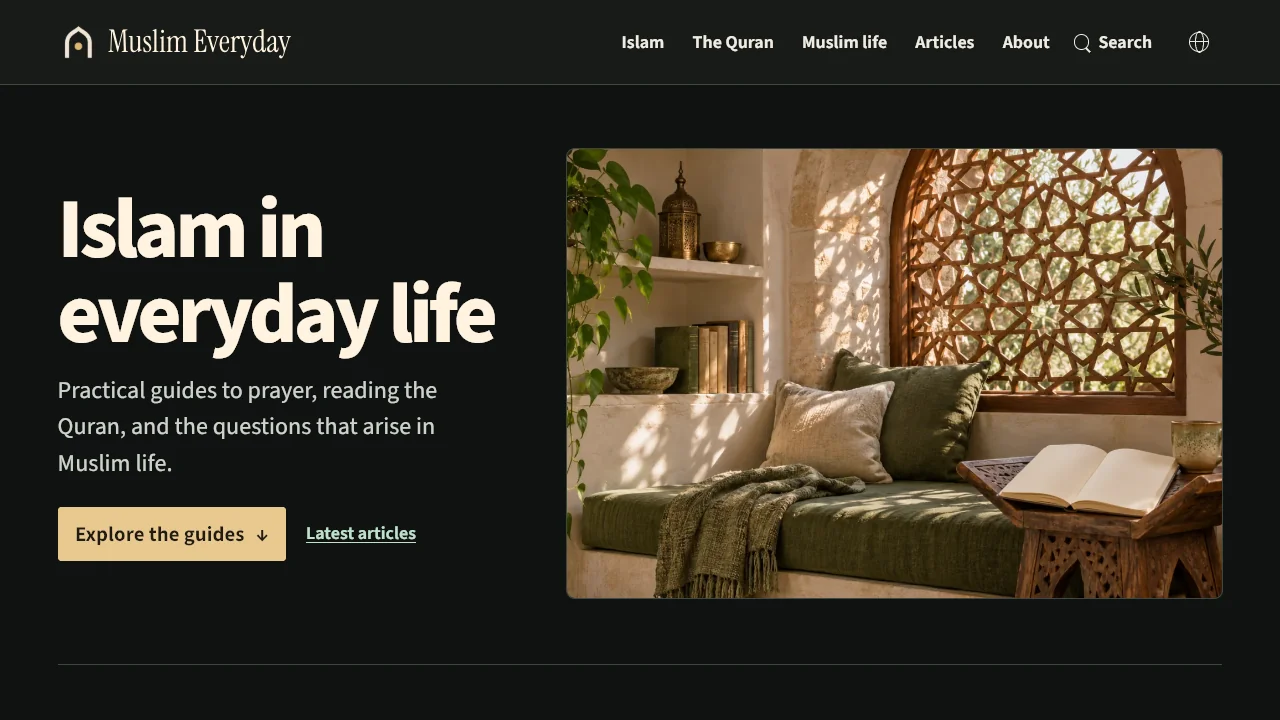 Muslim Everyday
Islam
The Quran
Muslim life
Articles
About
Search
Islam in
everyday life
Practical guides to prayer, reading the
Quran, and the questions that arise in
Muslim life.
Explore the guides ↓
Latest articles